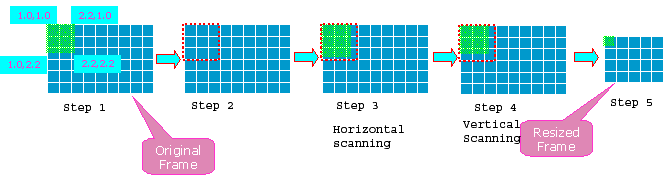 1.0,1.0 2.2,1.0
1.0,2.2 2.2,2.2
Step 1
Step 2
Step 3
Step 4
Step 5
Horizontal
scanning
Vertical
Scanning
Original
Frame
Resized
Frame